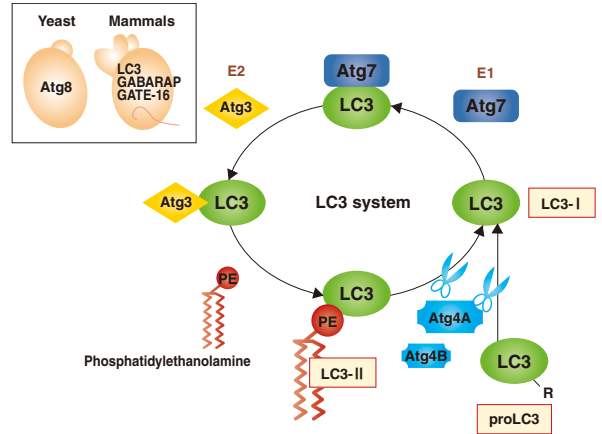 Yeast
Mammals
Atg8
LC3
GABARAP
GATE-16
E2
Atg3
Atg7
LC3
E1
Atg7
Atg3
LC3
LC3 system
LC3
LC3-I
PE
Phosphatidylethanolamine
LC3
PE
LC3-II
Atg4A
Atg4B
LC3
R
proLC3